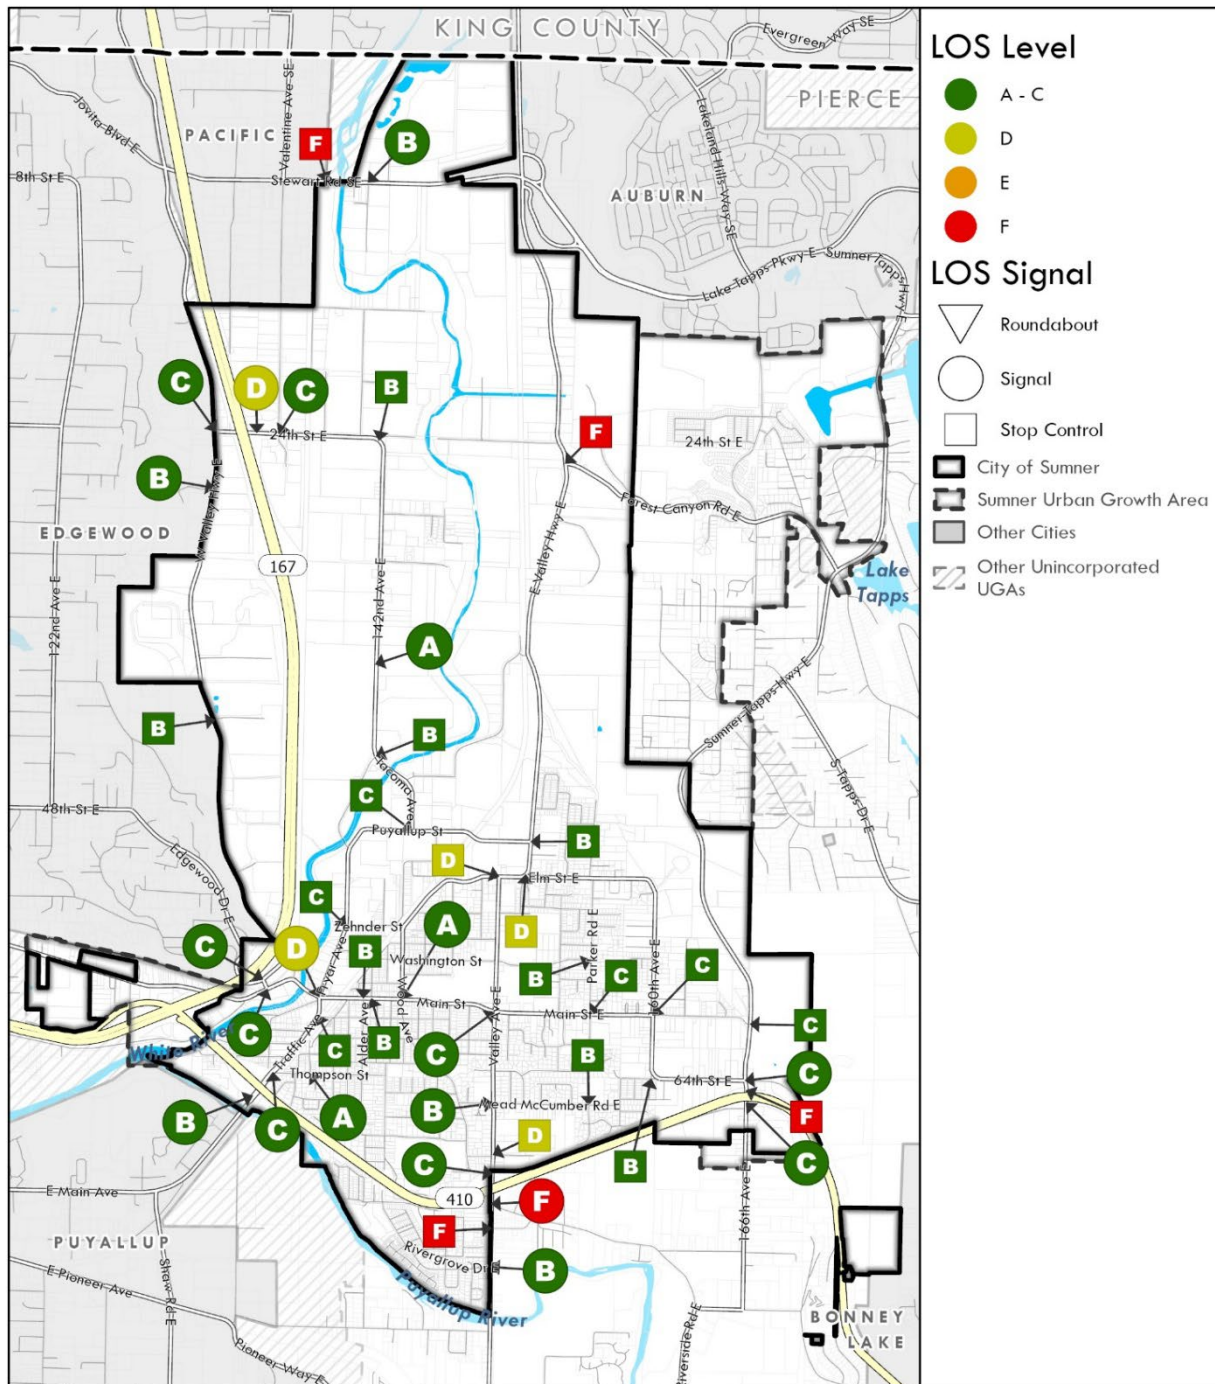 KING COUNTY
Evergreen Way SE
PIERCE
Jovita Blvd E
PACIFIC
Valentine Ave SE
F
B
Lakeland Hills Way SE
8th St E
Stewart Rd SE
AUBURN
Lake Tapps Pkwy E
Sumner Tapps Hwy E
C
D
C
B
24th St E
F
24th St E
B
Forest Canyon Rd E
EDGEWOOD
W Valley Hwy E
E Valley Hwy E
167
Lake
Tapps
122nd Ave E
142nd Ave E
A
B
B
Sumner-Tapps Hwy E
S Tapps Dr E
Tacoma Ave
C
48th St E
Puyallup St
B
Edgewood Dr E
D
Elm St E
C
Zehnder St
A
D
Parker Rd E
160th Ave E
C
D
B
Washington St
B
C
C
Fryar Ave
Wood Ave
Main St
Main St E
C
White River
Traffic Ave
C
Alder Ave
B
C
Valley Ave E
B
C
Thompson St
64th St E
C
B
C
A
B
Mead McCumber Rd E
F
D
C
B
C
E Main Ave
410
F
166th Ave E
PUYALLUP
F
Rivergrove Dr E
B
E Pioneer Ave
Shaw Rd E
Puyallup River
Riverside Rd E
BONNEY
LAKE
Pioneer Way E
LOS Level
A - C
D
E
F
LOS Signal
Roundabout
Signal
Stop Control
City of Sumner
Sumner Urban Growth Area
Other Cities
Other Unincorporated
UGAs